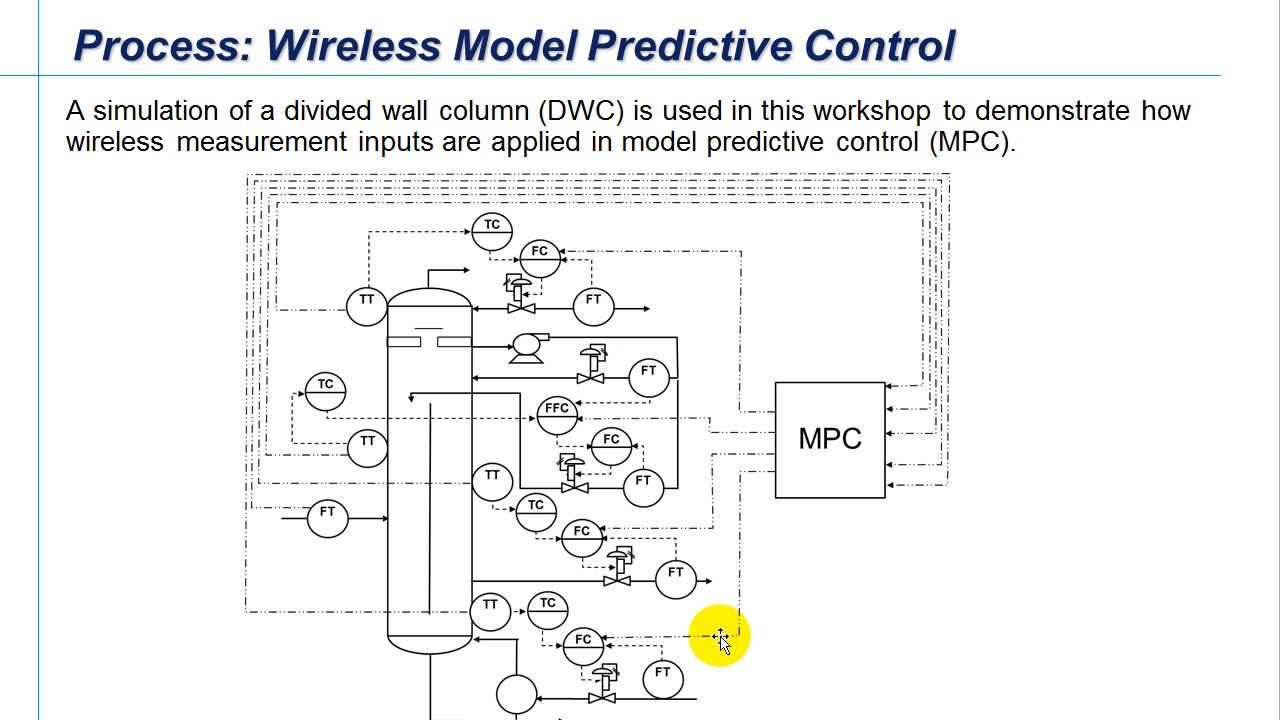 Process: Wireless Model Predictive Control
A simulation of a divided wall column (DWC) is used in this workshop to demonstrate how
wireless measurement inputs are applied in model predictive control (MPC).
TC
FC
TT
FT
FT
TC
FFC
TT
FC
MPC
TT
FT
TC
FT
FC
FT
TT
TC
FC
FT